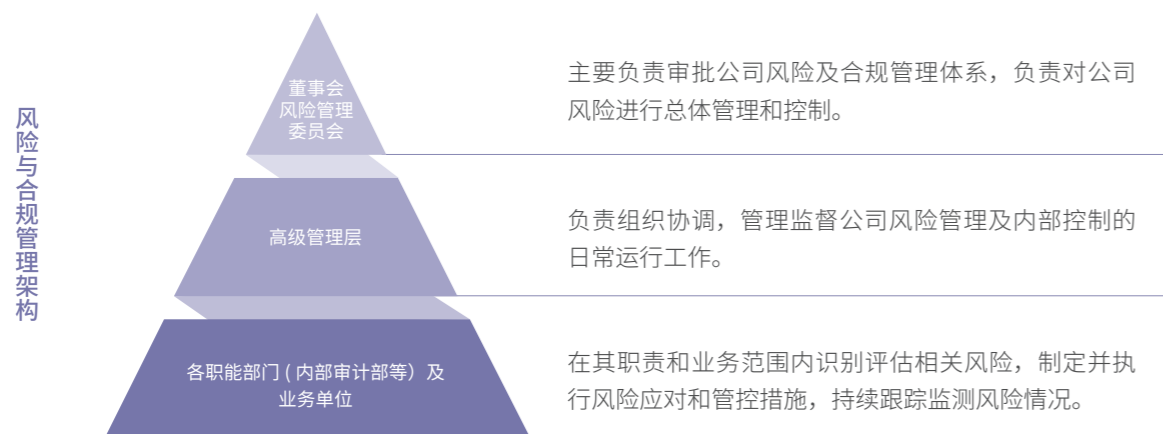 风险与合规管理架构
董事会
风险管理
委员会
主要负责审批公司风险及合规管理体系，负责对公司
风险进行总体管理和控制。
高级管理层
负责组织协调，管理监督公司风险管理及内部控制的
日常运行工作。
各职能部门 ( 内部审计部等）及
业务单位
在其职责和业务范围内识别评估相关风险，制定并执
行风险应对和管控措施，持续跟踪监测风险情况。